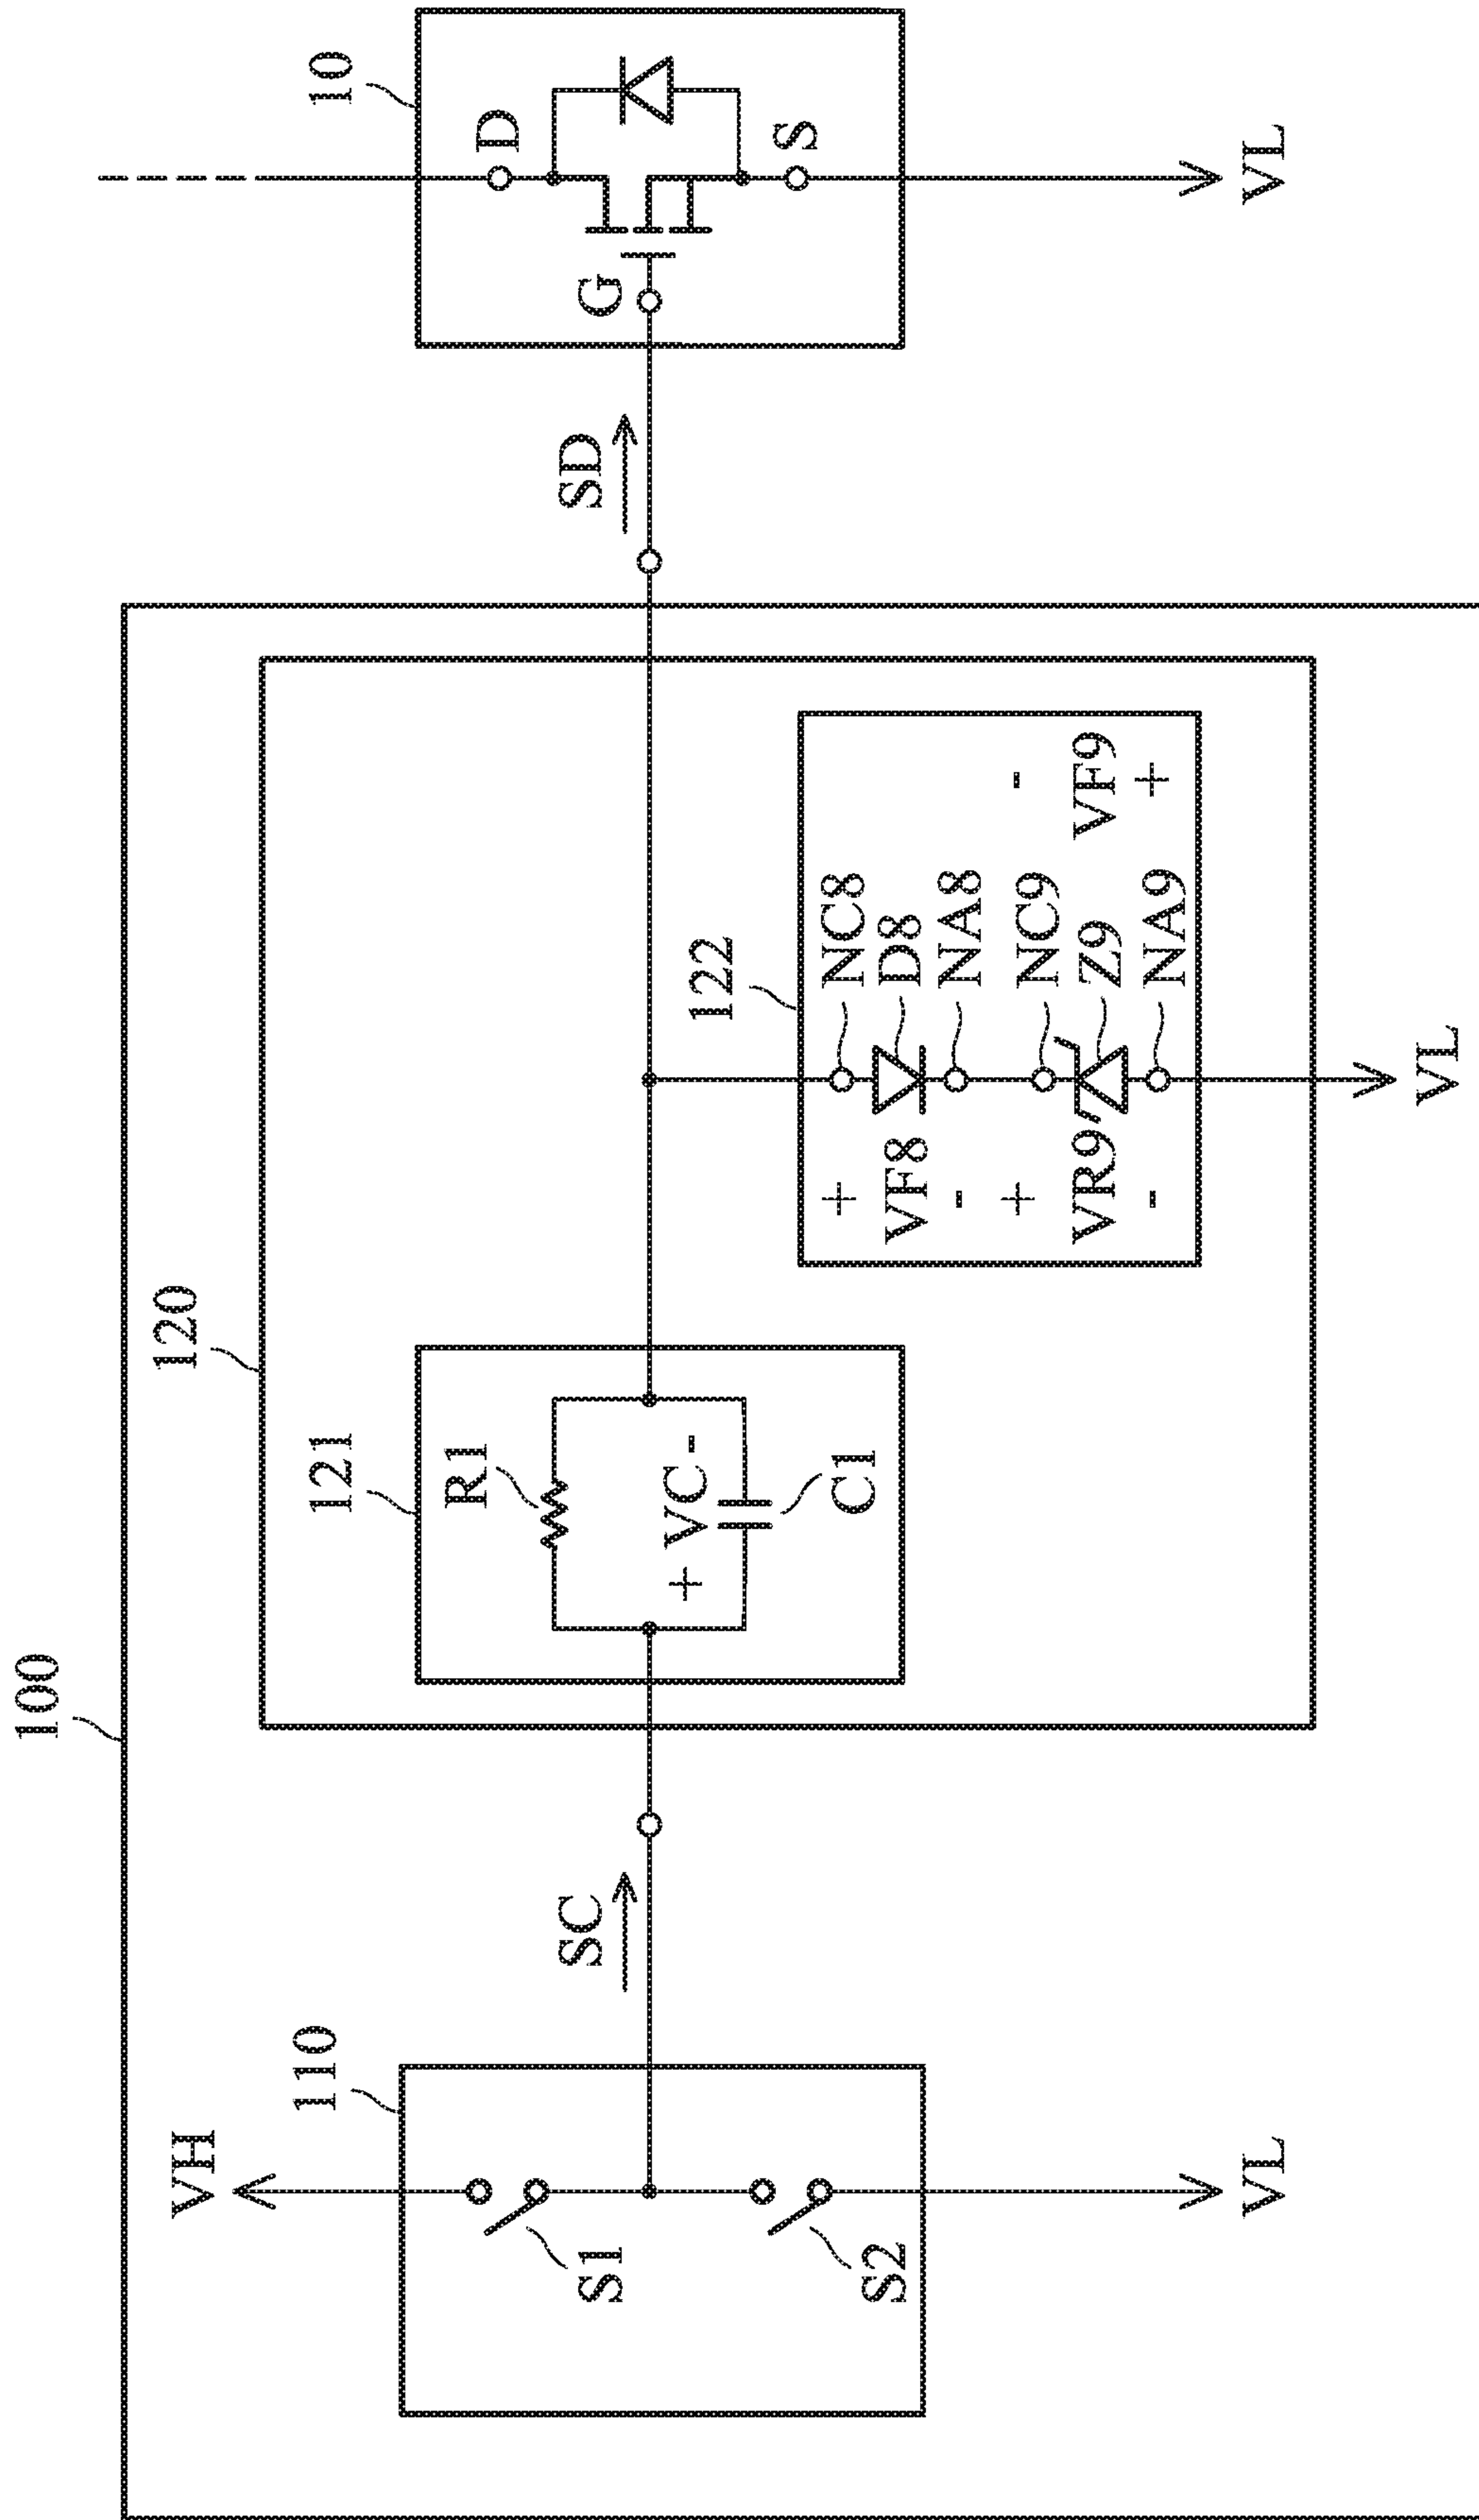 100
120
110
VH
S1
S2
VL
SC
121
R1
+ VC -
C1
122
+
VF8
-
+
VR9
-
NC8
D8
NA8
NC9
Z9
NA9
-
VF9
+
VL
SD
10
D
G
S
VL